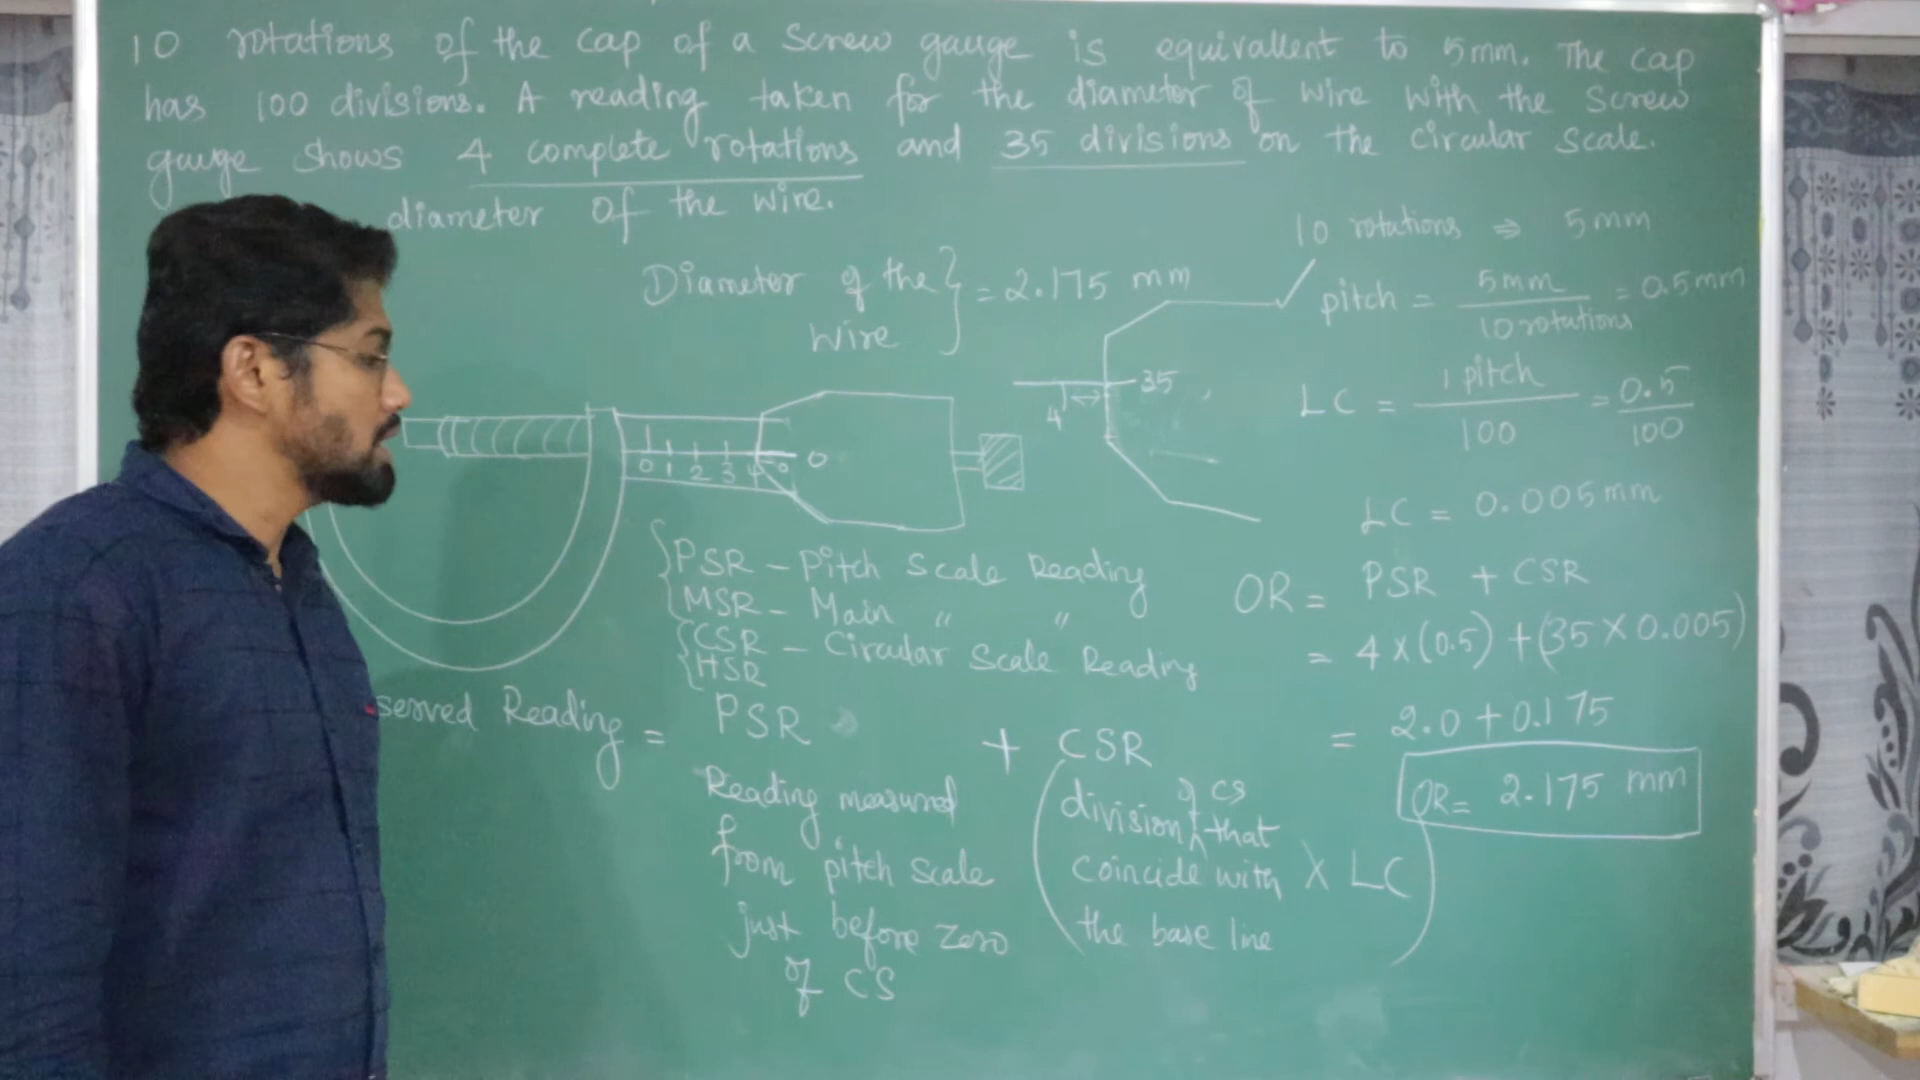 10 rotations of the cap of a screw gauge is equivallent to 5mm. The cap
has 100 divisions. A reading taken for the diameter of wire with the screw
gauge shows 4 complete rotations and 35 divisions on the circular scale.
diameter of the wire.
10 rotations ⇒ 5 mm
Diameter of the
wire
} = 2.175 mm
pitch = 5mm / 10 rotations = 0.5mm
LC = 1 pitch / 100 = 0.5 / 100
LC = 0.005mm
35
4
0 1 2 3 4
0
PSR - Pitch Scale Reading
MSR - Main " "
CSR - Circular Scale Reading
HSR
OR = PSR + CSR
= 4 x (0.5) + (35 x 0.005)
= 2.0 + 0.175
OR = 2.175 mm
served Reading = PSR + CSR
Reading measured
from pitch scale
just before zero
of CS
(division of CS that
coincide with
the base line
x LC)